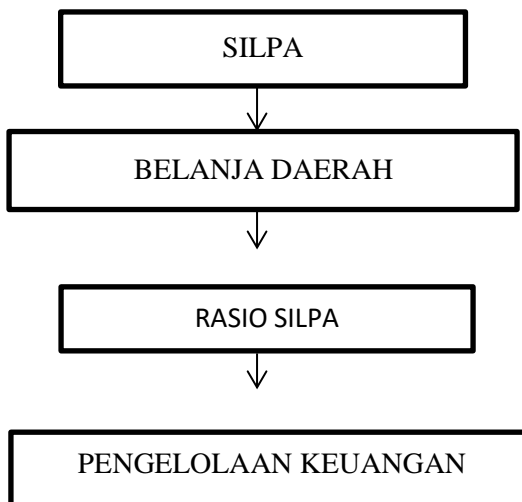 SILPA
BELANJA DAERAH
RASIO SILPA
PENGELOLAAN KEUANGAN